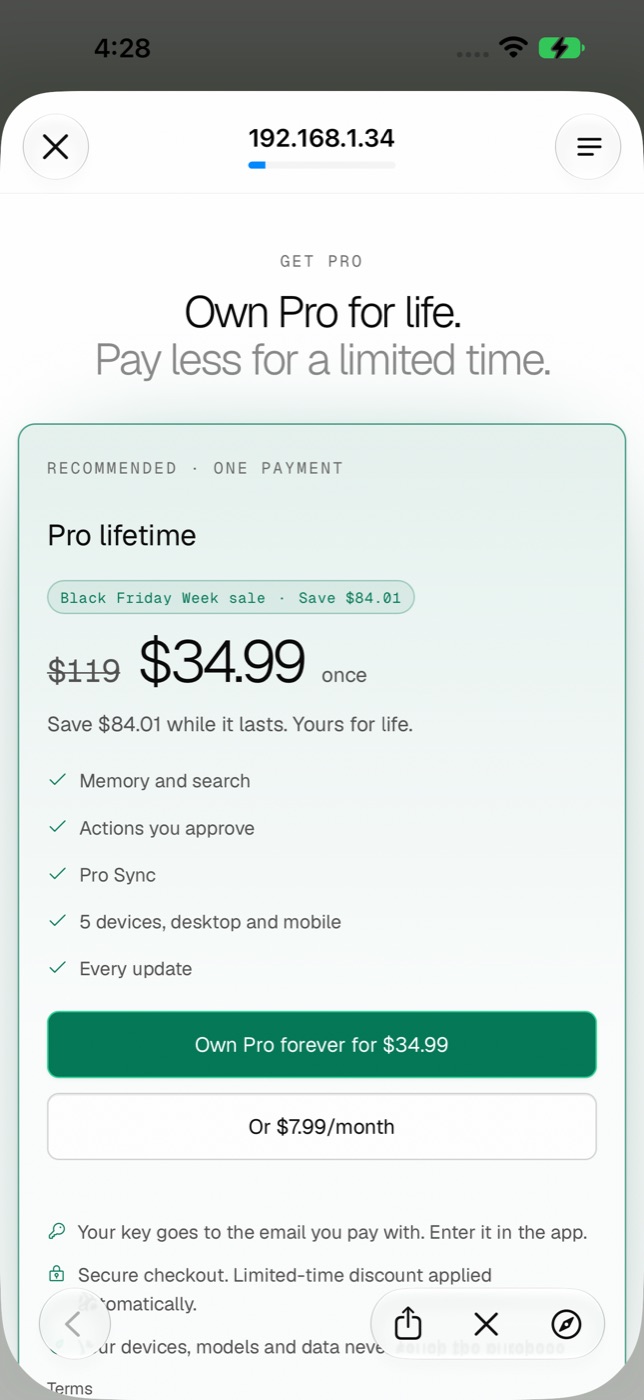 4:28
192.168.1.34
GET PRO
Own Pro for life.
Pay less for a limited time.
RECOMMENDED · ONE PAYMENT
Pro lifetime
Black Friday Week sale · Save $84.01
$119 $34.99 once
Save $84.01 while it lasts. Yours for life.
Memory and search
Actions you approve
Pro Sync
5 devices, desktop and mobile
Every update
Own Pro forever for $34.99
Or $7.99/month
Your key goes to the email you pay with. Enter it in the app.
Secure checkout. Limited-time discount applied
automatically.
devices, models and data
Terms